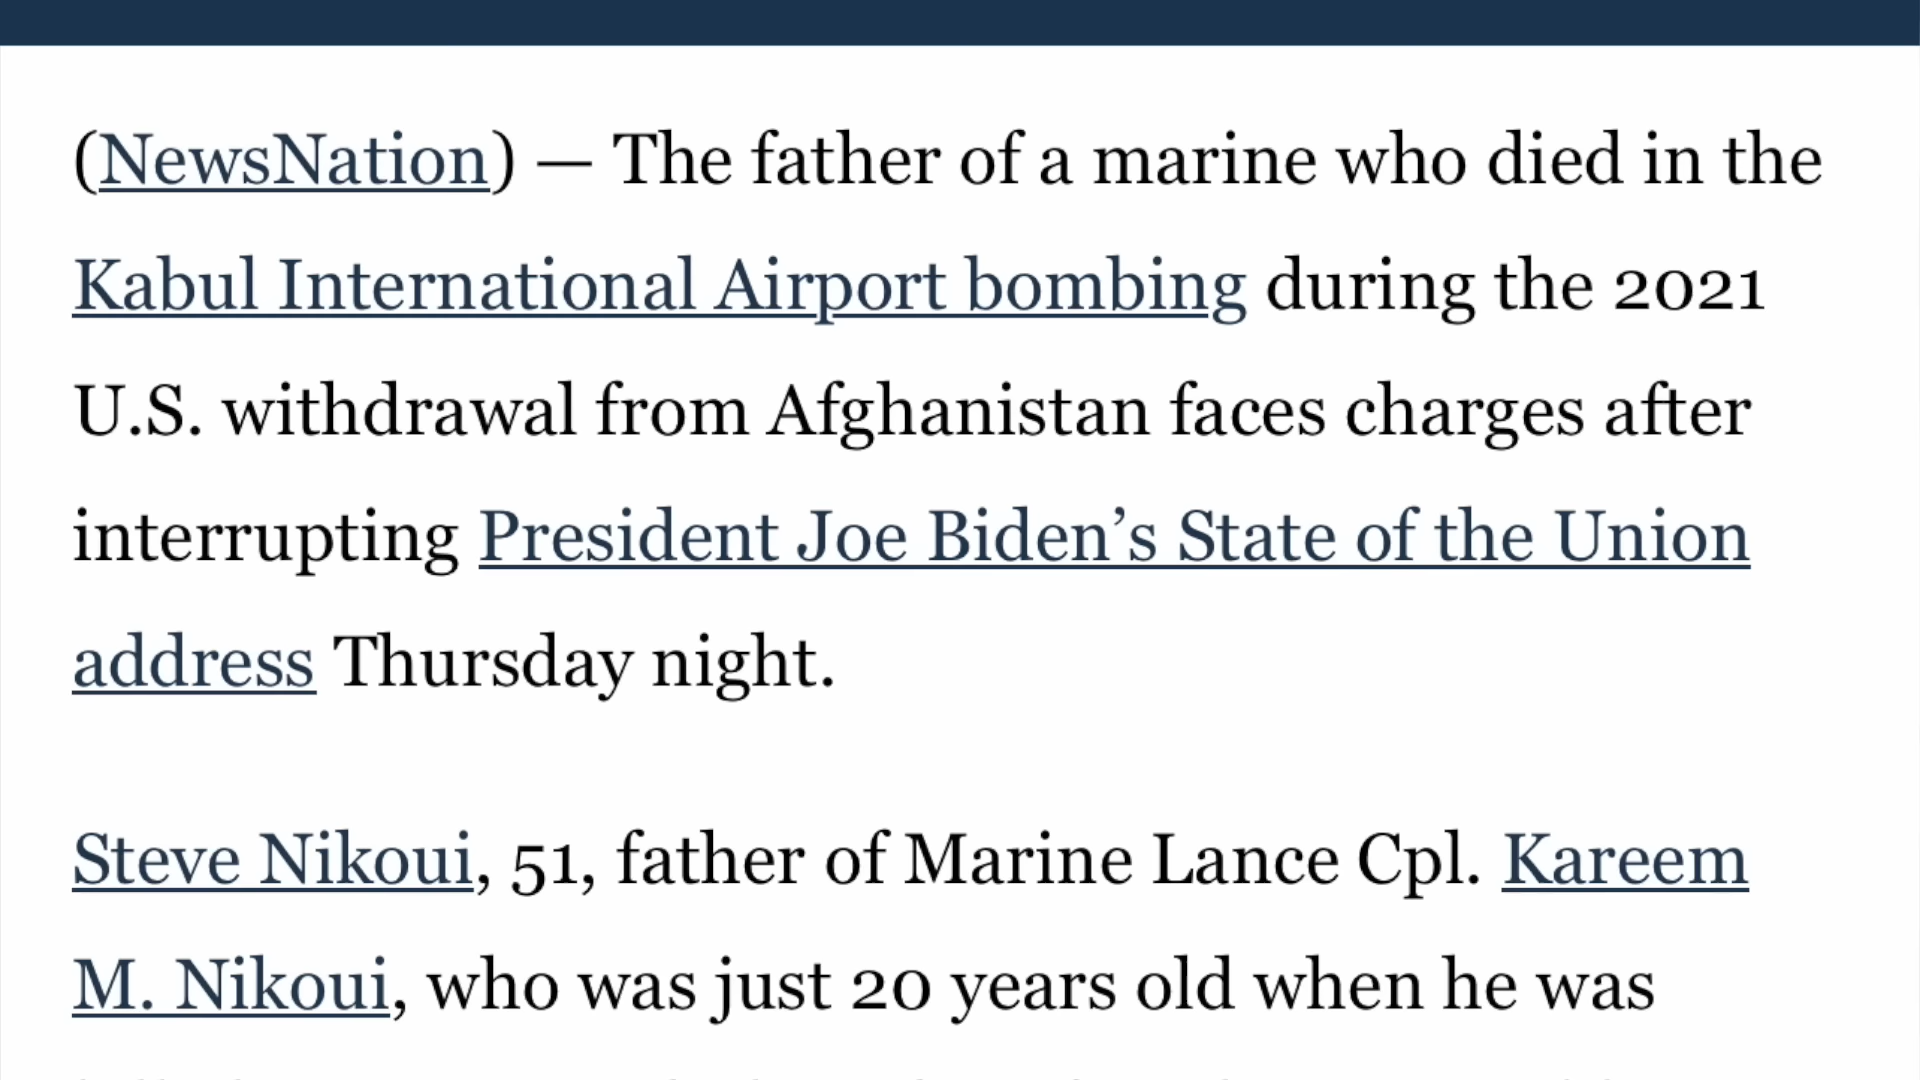 (NewsNation) — The father of a marine who died in the
Kabul International Airport bombing during the 2021
U.S. withdrawal from Afghanistan faces charges after
interrupting President Joe Biden’s State of the Union
address Thursday night.
Steve Nikoui, 51, father of Marine Lance Cpl. Kareem
M. Nikoui, who was just 20 years old when he was